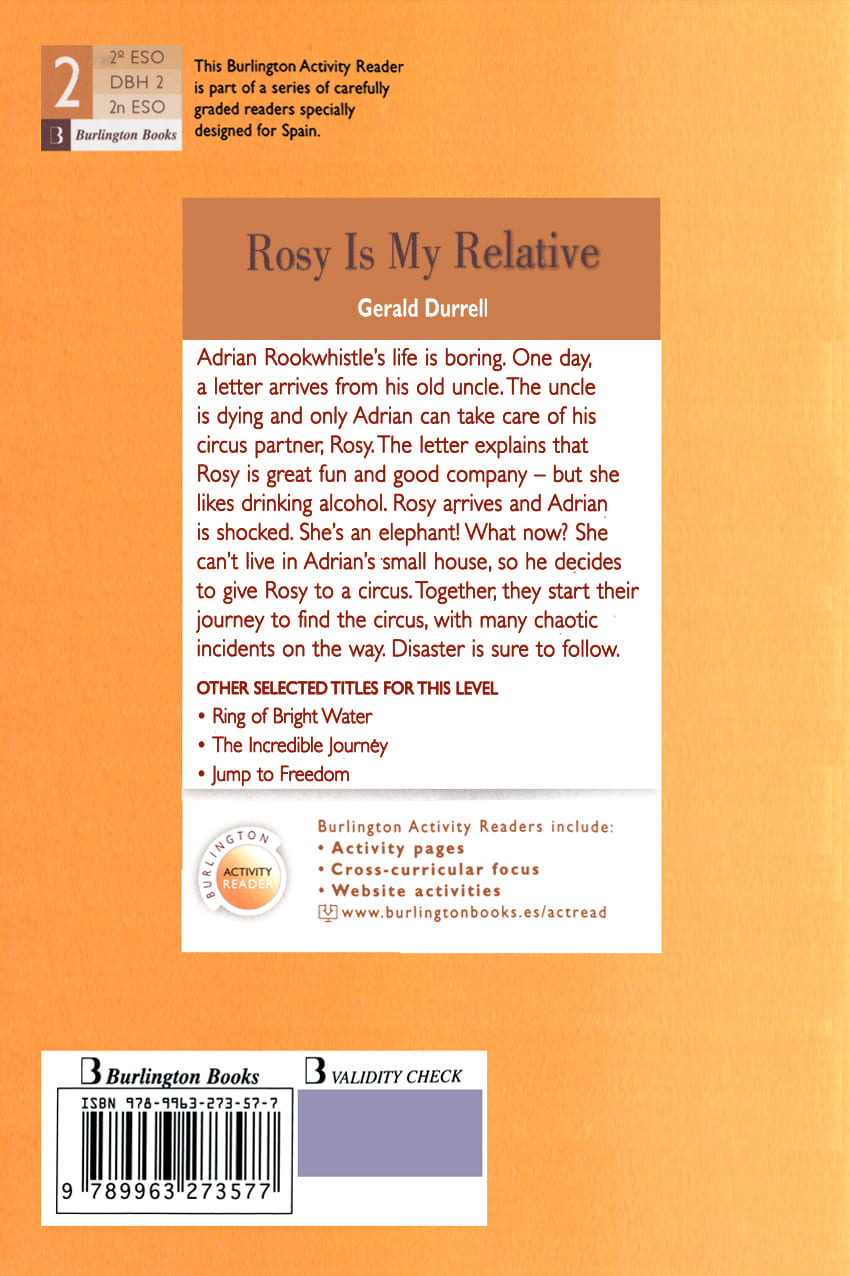 2
2º ESO
DBH 2
2n ESO
B Burlington Books
This Burlington Activity Reader
is part of a series of carefully
graded readers specially
designed for Spain.
Rosy Is My Relative
Gerald Durrell
Adrian Rookwhistle's life is boring. One day,
a letter arrives from his old uncle. The uncle
is dying and only Adrian can take care of his
circus partner, Rosy. The letter explains that
Rosy is great fun and good company – but she
likes drinking alcohol. Rosy arrives and Adrian
is shocked. She's an elephant! What now? She
can't live in Adrian's small house, so he decides
to give Rosy to a circus. Together, they start their
journey to find the circus, with many chaotic
incidents on the way. Disaster is sure to follow.
OTHER SELECTED TITLES FOR THIS LEVEL
• Ring of Bright Water
• The Incredible Journey
• Jump to Freedom
BURLINGTON
ACTIVITY
READER
Burlington Activity Readers include:
• Activity pages
• Cross-curricular focus
• Website activities
www.burlingtonbooks.es/actread
B Burlington Books
B VALIDITY CHECK
ISBN 978-9963-273-57-7
9 789963 273577